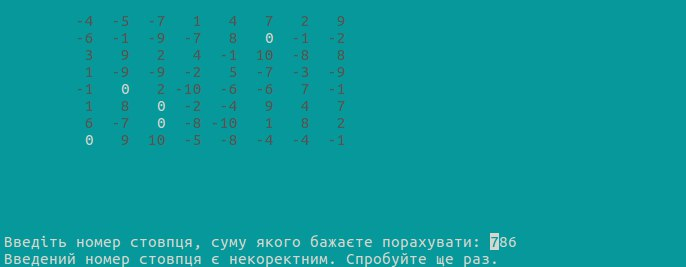 -4 -5 -7 1 4 7 2 9
-6 -1 -9 -7 8 0 -1 -2
3 9 2 4 -1 10 -8 8
1 -9 -9 -2 5 -7 -3 -9
-1 0 2 -10 -6 -6 7 -1
1 8 0 -2 -4 9 4 7
6 -7 0 -8 -10 1 8 2
0 9 10 -5 -8 -4 -4 -1
Введіть номер стовпця, суму якого бажаєте порахувати: 786
Введений номер стовпця є некоректним. Спробуйте ще раз.